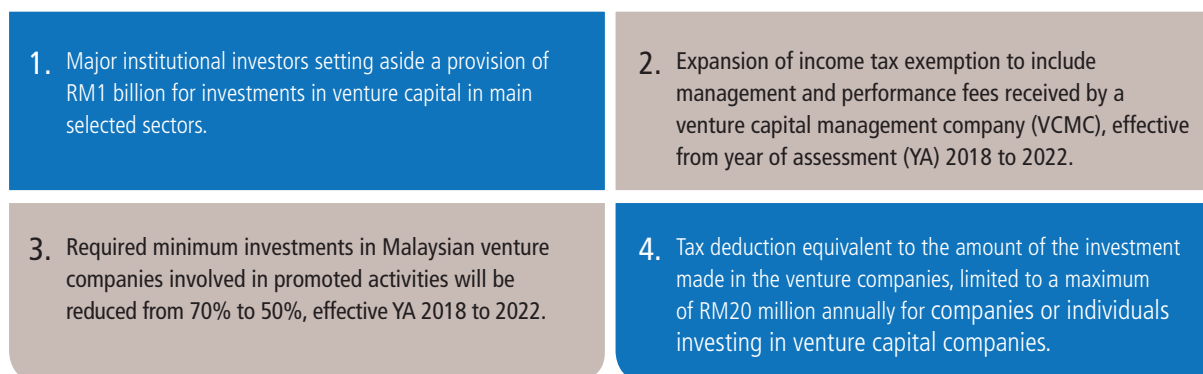 1. Major institutional investors setting aside a provision of
RM1 billion for investments in venture capital in main
selected sectors.
2. Expansion of income tax exemption to include
management and performance fees received by a
venture capital management company (VCMC), effective
from year of assessment (YA) 2018 to 2022.
3. Required minimum investments in Malaysian venture
companies involved in promoted activities will be
reduced from 70% to 50%, effective YA 2018 to 2022.
4. Tax deduction equivalent to the amount of the investment
made in the venture companies, limited to a maximum
of RM20 million annually for companies or individuals
investing in venture capital companies.